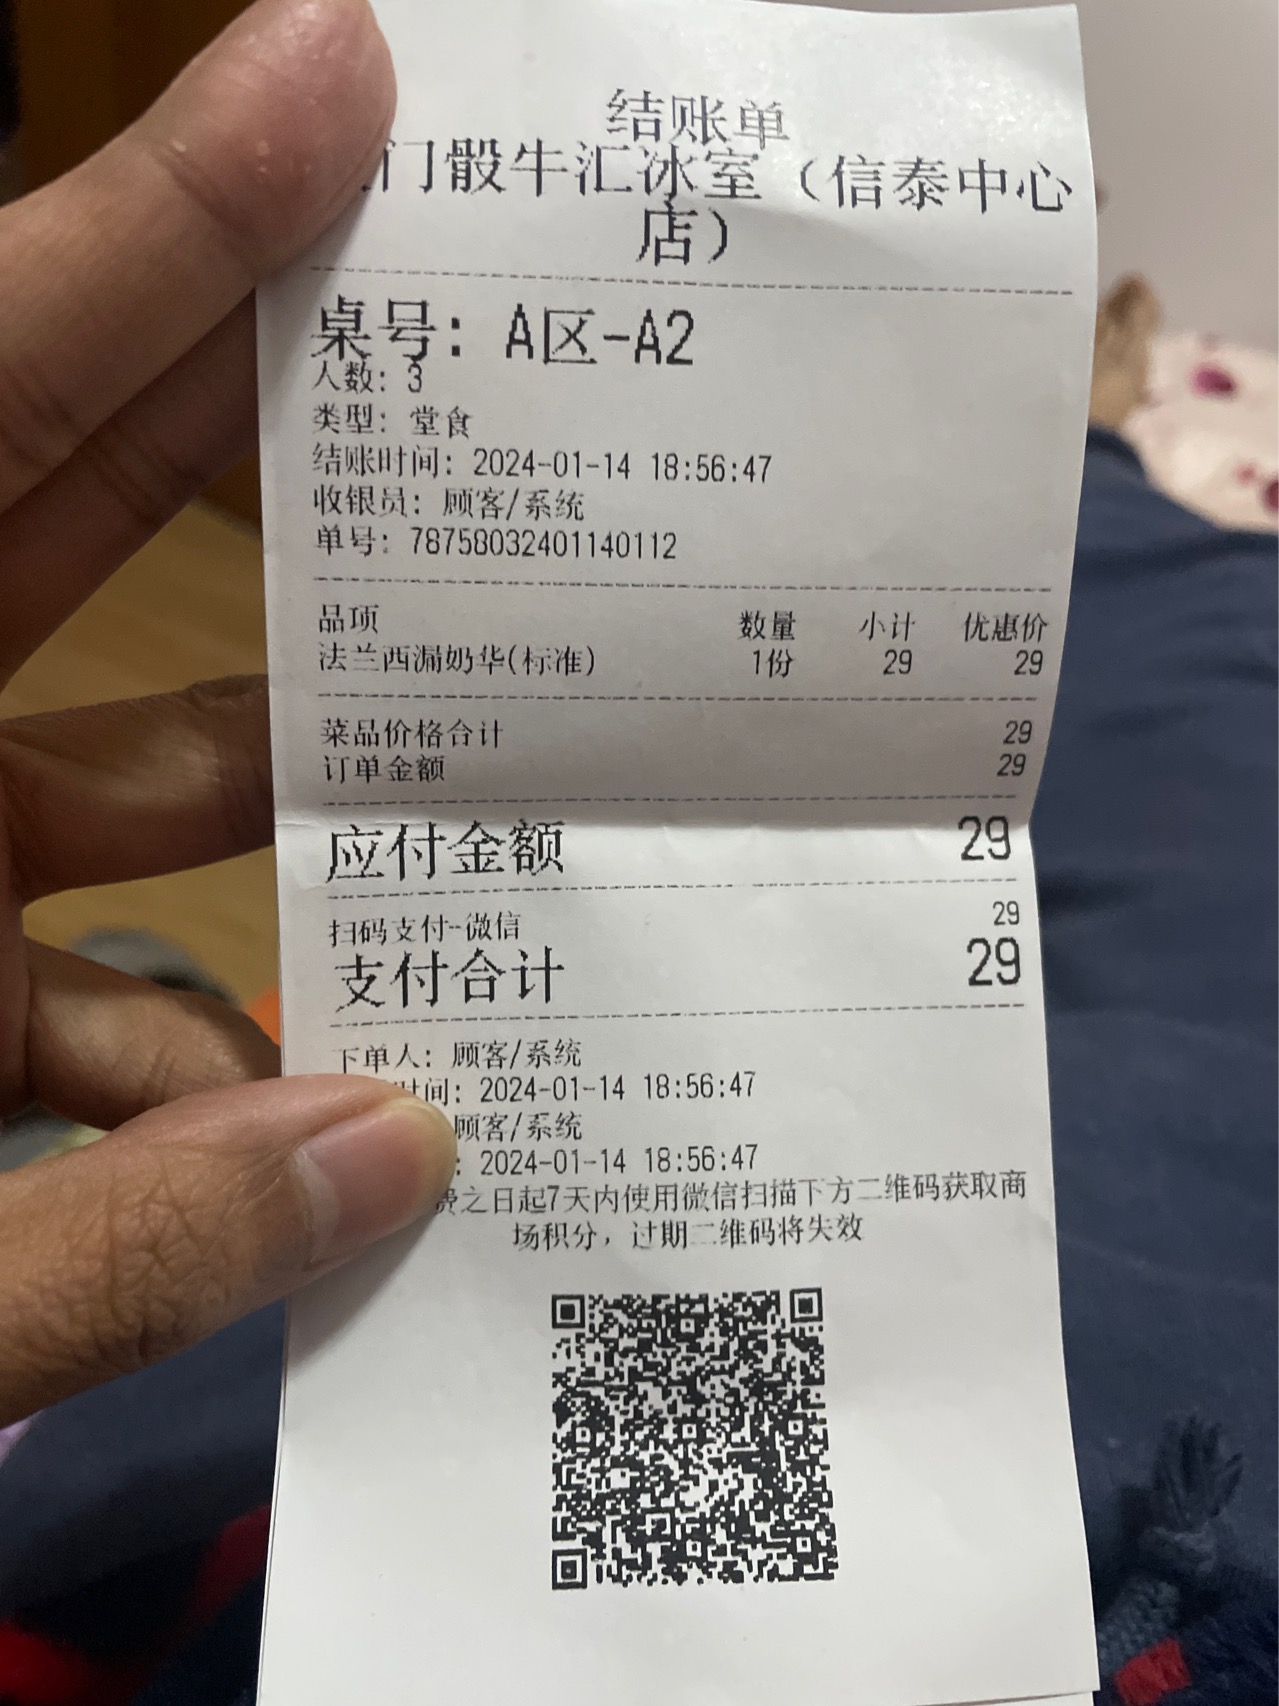 结账单
门骰牛汇冰室（信泰中心
店）
桌号：A区-A2
人数：3
类型：堂食
结账时间：2024-01-14 18:56:47
收银员：顾客/系统
单号：78758032401140112
品项 数量 小计 优惠价
法兰西漏奶华(标准) 1份 29 29
菜品价格合计 29
订单金额 29
应付金额 29
扫码支付-微信 29
支付合计 29
下单人：顾客/系统
时间：2024-01-14 18:56:47
顾客/系统
：2024-01-14 18:56:47
费之日起7天内使用微信扫描下方二维码获取商
场积分，过期二维码将失效